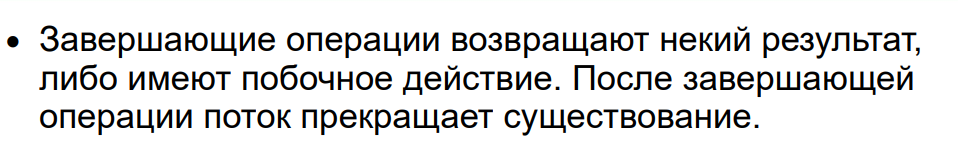 • Завершающие операции возвращают некий результат,
либо имеют побочное действие. После завершающей
операции поток прекращает существование.